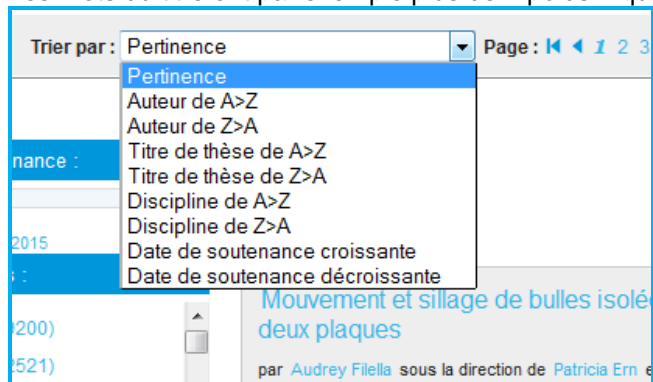 Trier par : Pertinence Page : 1 2 3
Pertinence
Auteur de A>Z
Auteur de Z>A
Titre de thèse de A>Z
Titre de thèse de Z>A
Discipline de A>Z
Discipline de Z>A
Date de soutenance croissante
Date de soutenance décroissante
nance :
2015
s :
0200)
2521)
Mouvement et sillage de bulles isolé
deux plaques
par Audrey Filella sous la direction de Patricia Ern e